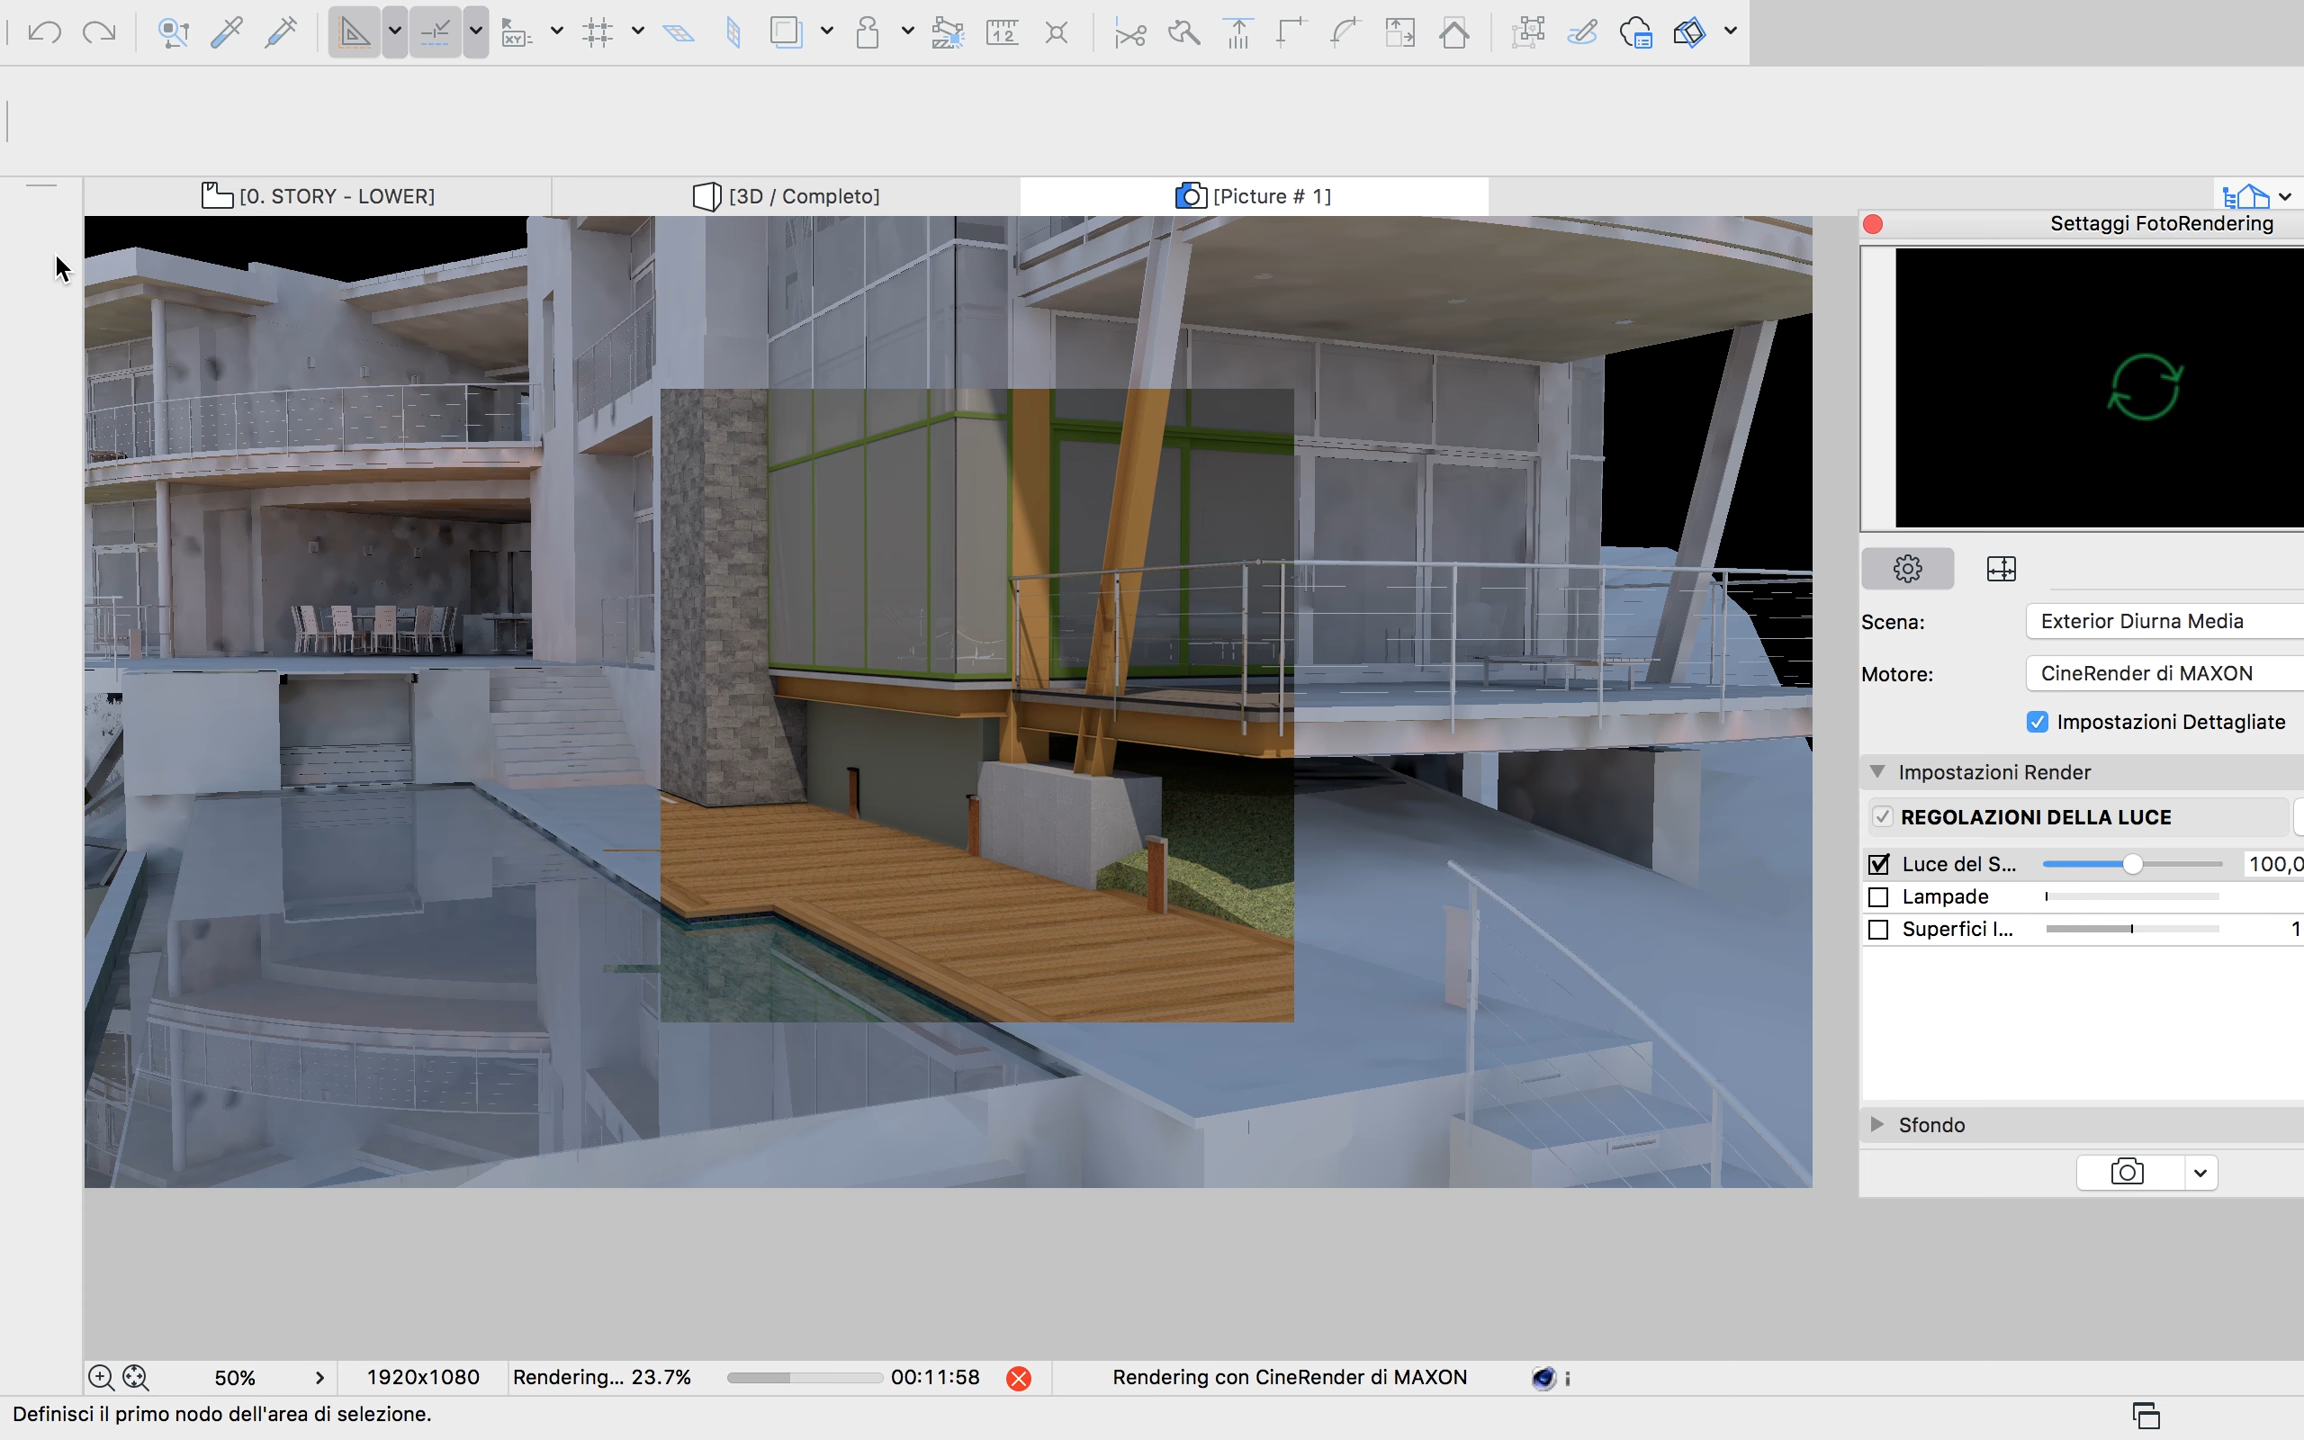 XY:
12
[0. STORY - LOWER]
[3D / Completo]
[Picture # 1]
Settaggi FotoRendering
Scena:
Exterior Diurna Media
Motore:
CineRender di MAXON
Impostazioni Dettagliate
Impostazioni Render
REGOLAZIONI DELLA LUCE
Luce del S...
100,0
Lampade
Superfici I...
1
Sfondo
50%
1920x1080
Rendering... 23.7%
00:11:58
Rendering con CineRender di MAXON
i
Definisci il primo nodo dell'area di selezione.